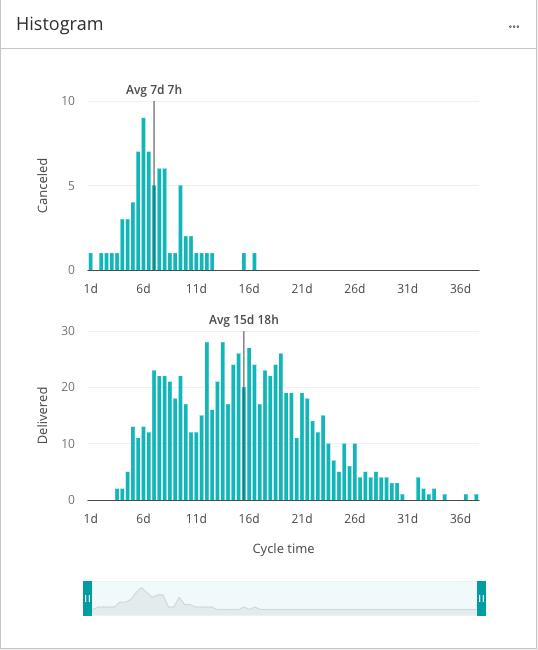 Histogram
...
Avg 7d 7h
10
5
0
Canceled
1d 6d 11d 16d 21d 26d 31d 36d
Avg 15d 18h
30
20
10
0
Delivered
1d 6d 11d 16d 21d 26d 31d 36d
Cycle time